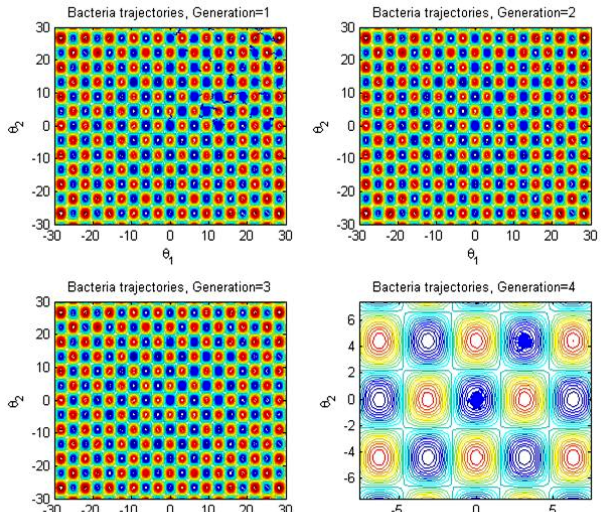 Bacteria trajectories, Generation=1
30
20
10
0
-10
-20
-30
θ2
-30 -20 -10 0 10 20 30
θ1
Bacteria trajectories, Generation=2
30
20
10
0
-10
-20
-30
θ2
-30 -20 -10 0 10 20 30
θ1
Bacteria trajectories, Generation=3
30
20
10
0
-10
-20
-30
θ2
-30 -20 -10 0 10 20 30
Bacteria trajectories, Generation=4
6
4
2
0
-2
-4
-6
θ2
-5 0 5